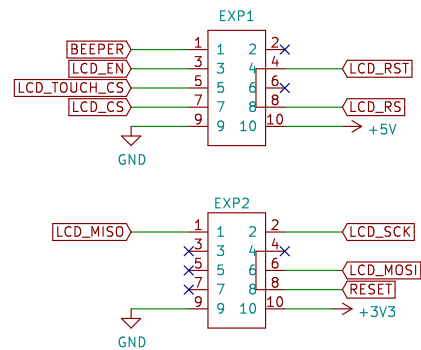 EXP1
BEEPER 1 1 2 2
LCD_EN 3 3 4 4 LCD_RST
LCD_TOUCH_CS 5 5 6 6
LCD_CS 7 7 8 8 LCD_RS
9 9 10 10 +5V
GND
EXP2
LCD_MISO 1 1 2 2 LCD_SCK
3 3 4 4
5 5 6 6 LCD_MOSI
7 7 8 8 RESET
9 9 10 10 +3V3
GND